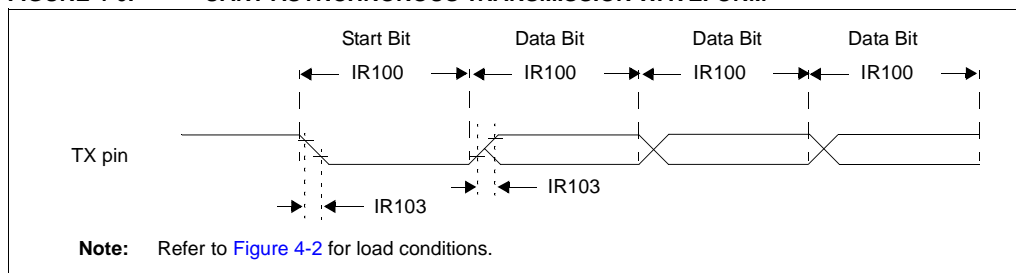 Start Bit Data Bit Data Bit Data Bit
IR100 IR100 IR100 IR100
TX pin
IR103
IR103
Note: Refer to Figure 4-2 for load conditions.